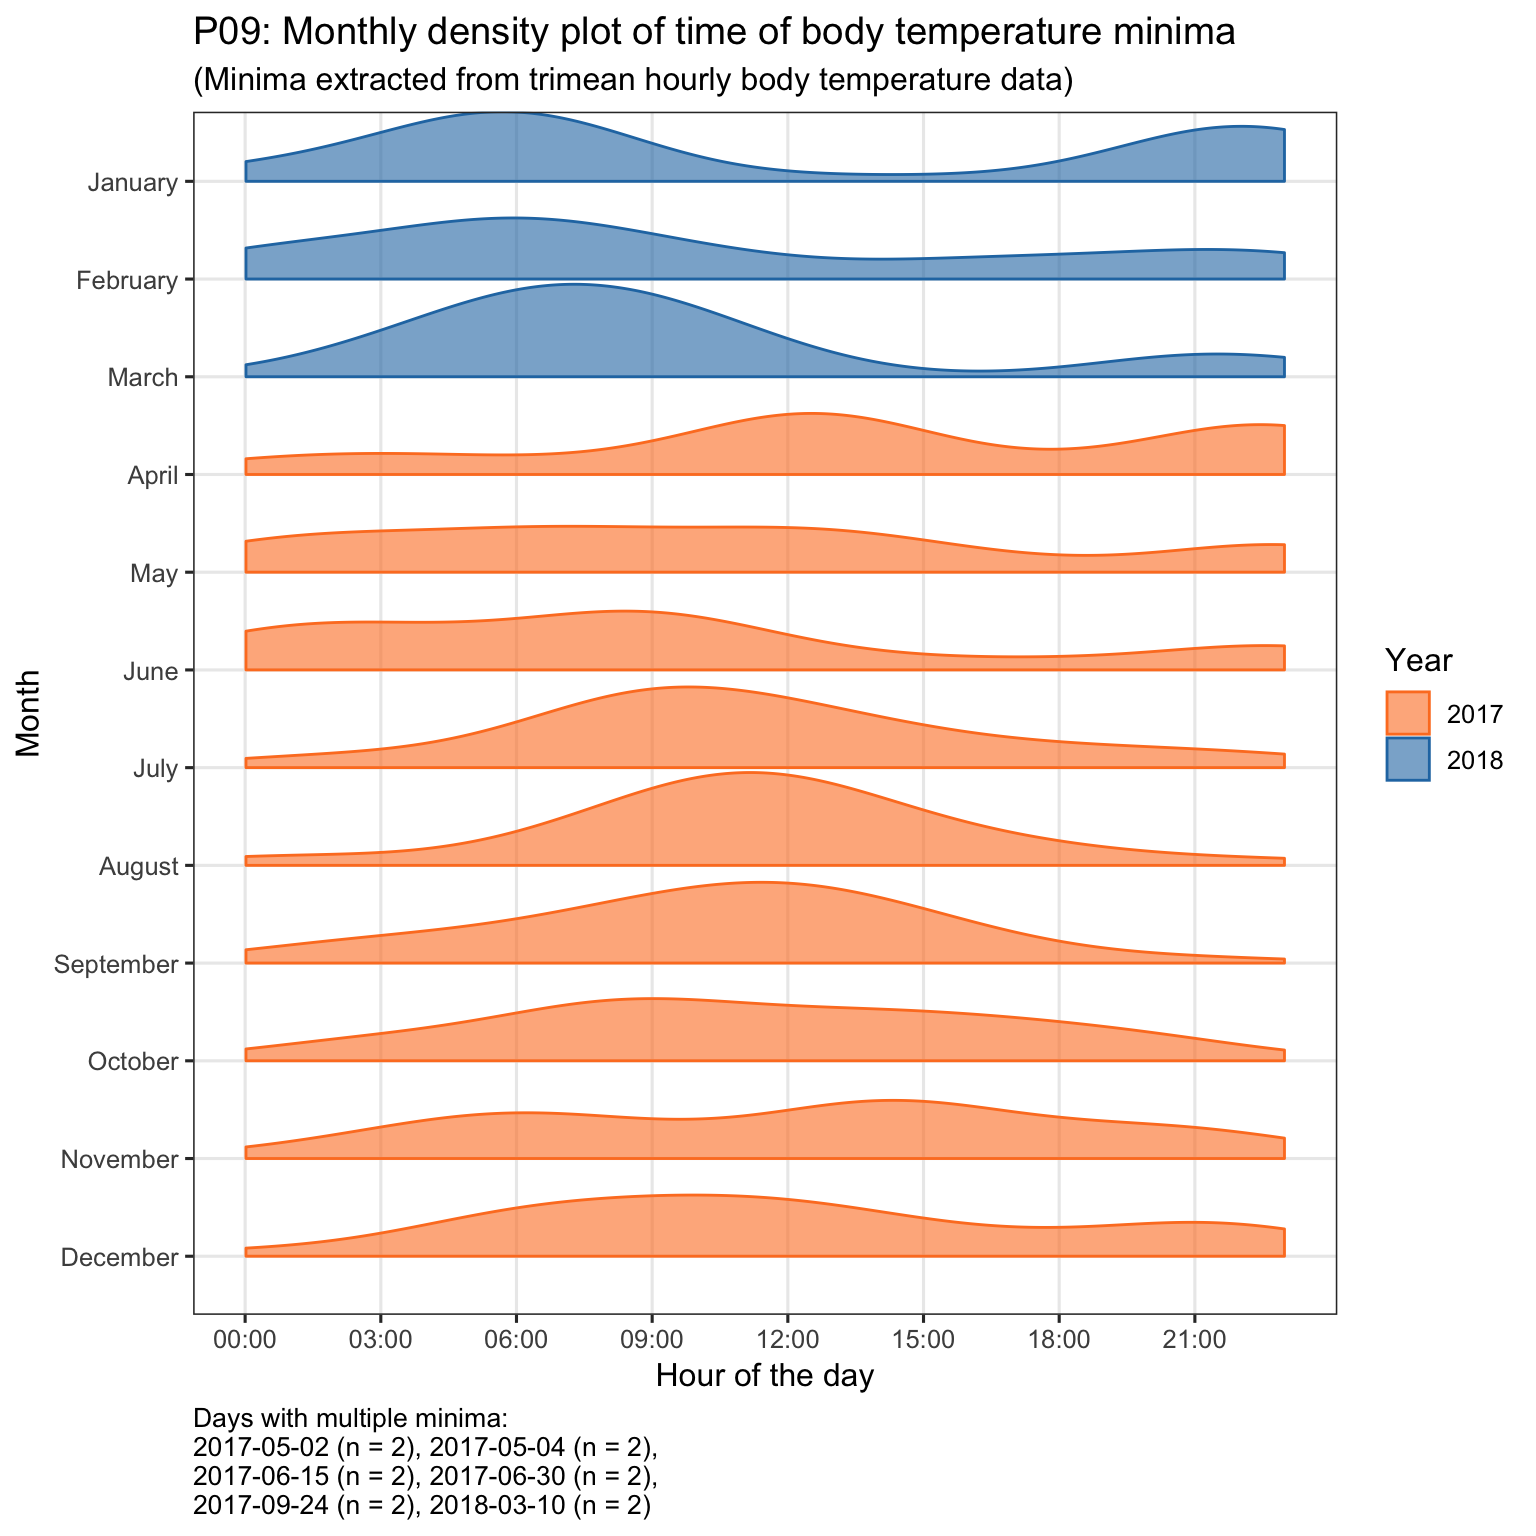 P09: Monthly density plot of time of body temperature minima
(Minima extracted from trimean hourly body temperature data)
January
February
March
April
May
June
July
August
September
October
November
December
Month
00:00 03:00 06:00 09:00 12:00 15:00 18:00 21:00
Hour of the day
Year
2017
2018
Days with multiple minima:
2017-05-02 (n = 2), 2017-05-04 (n = 2),
2017-06-15 (n = 2), 2017-06-30 (n = 2),
2017-09-24 (n = 2), 2018-03-10 (n = 2)